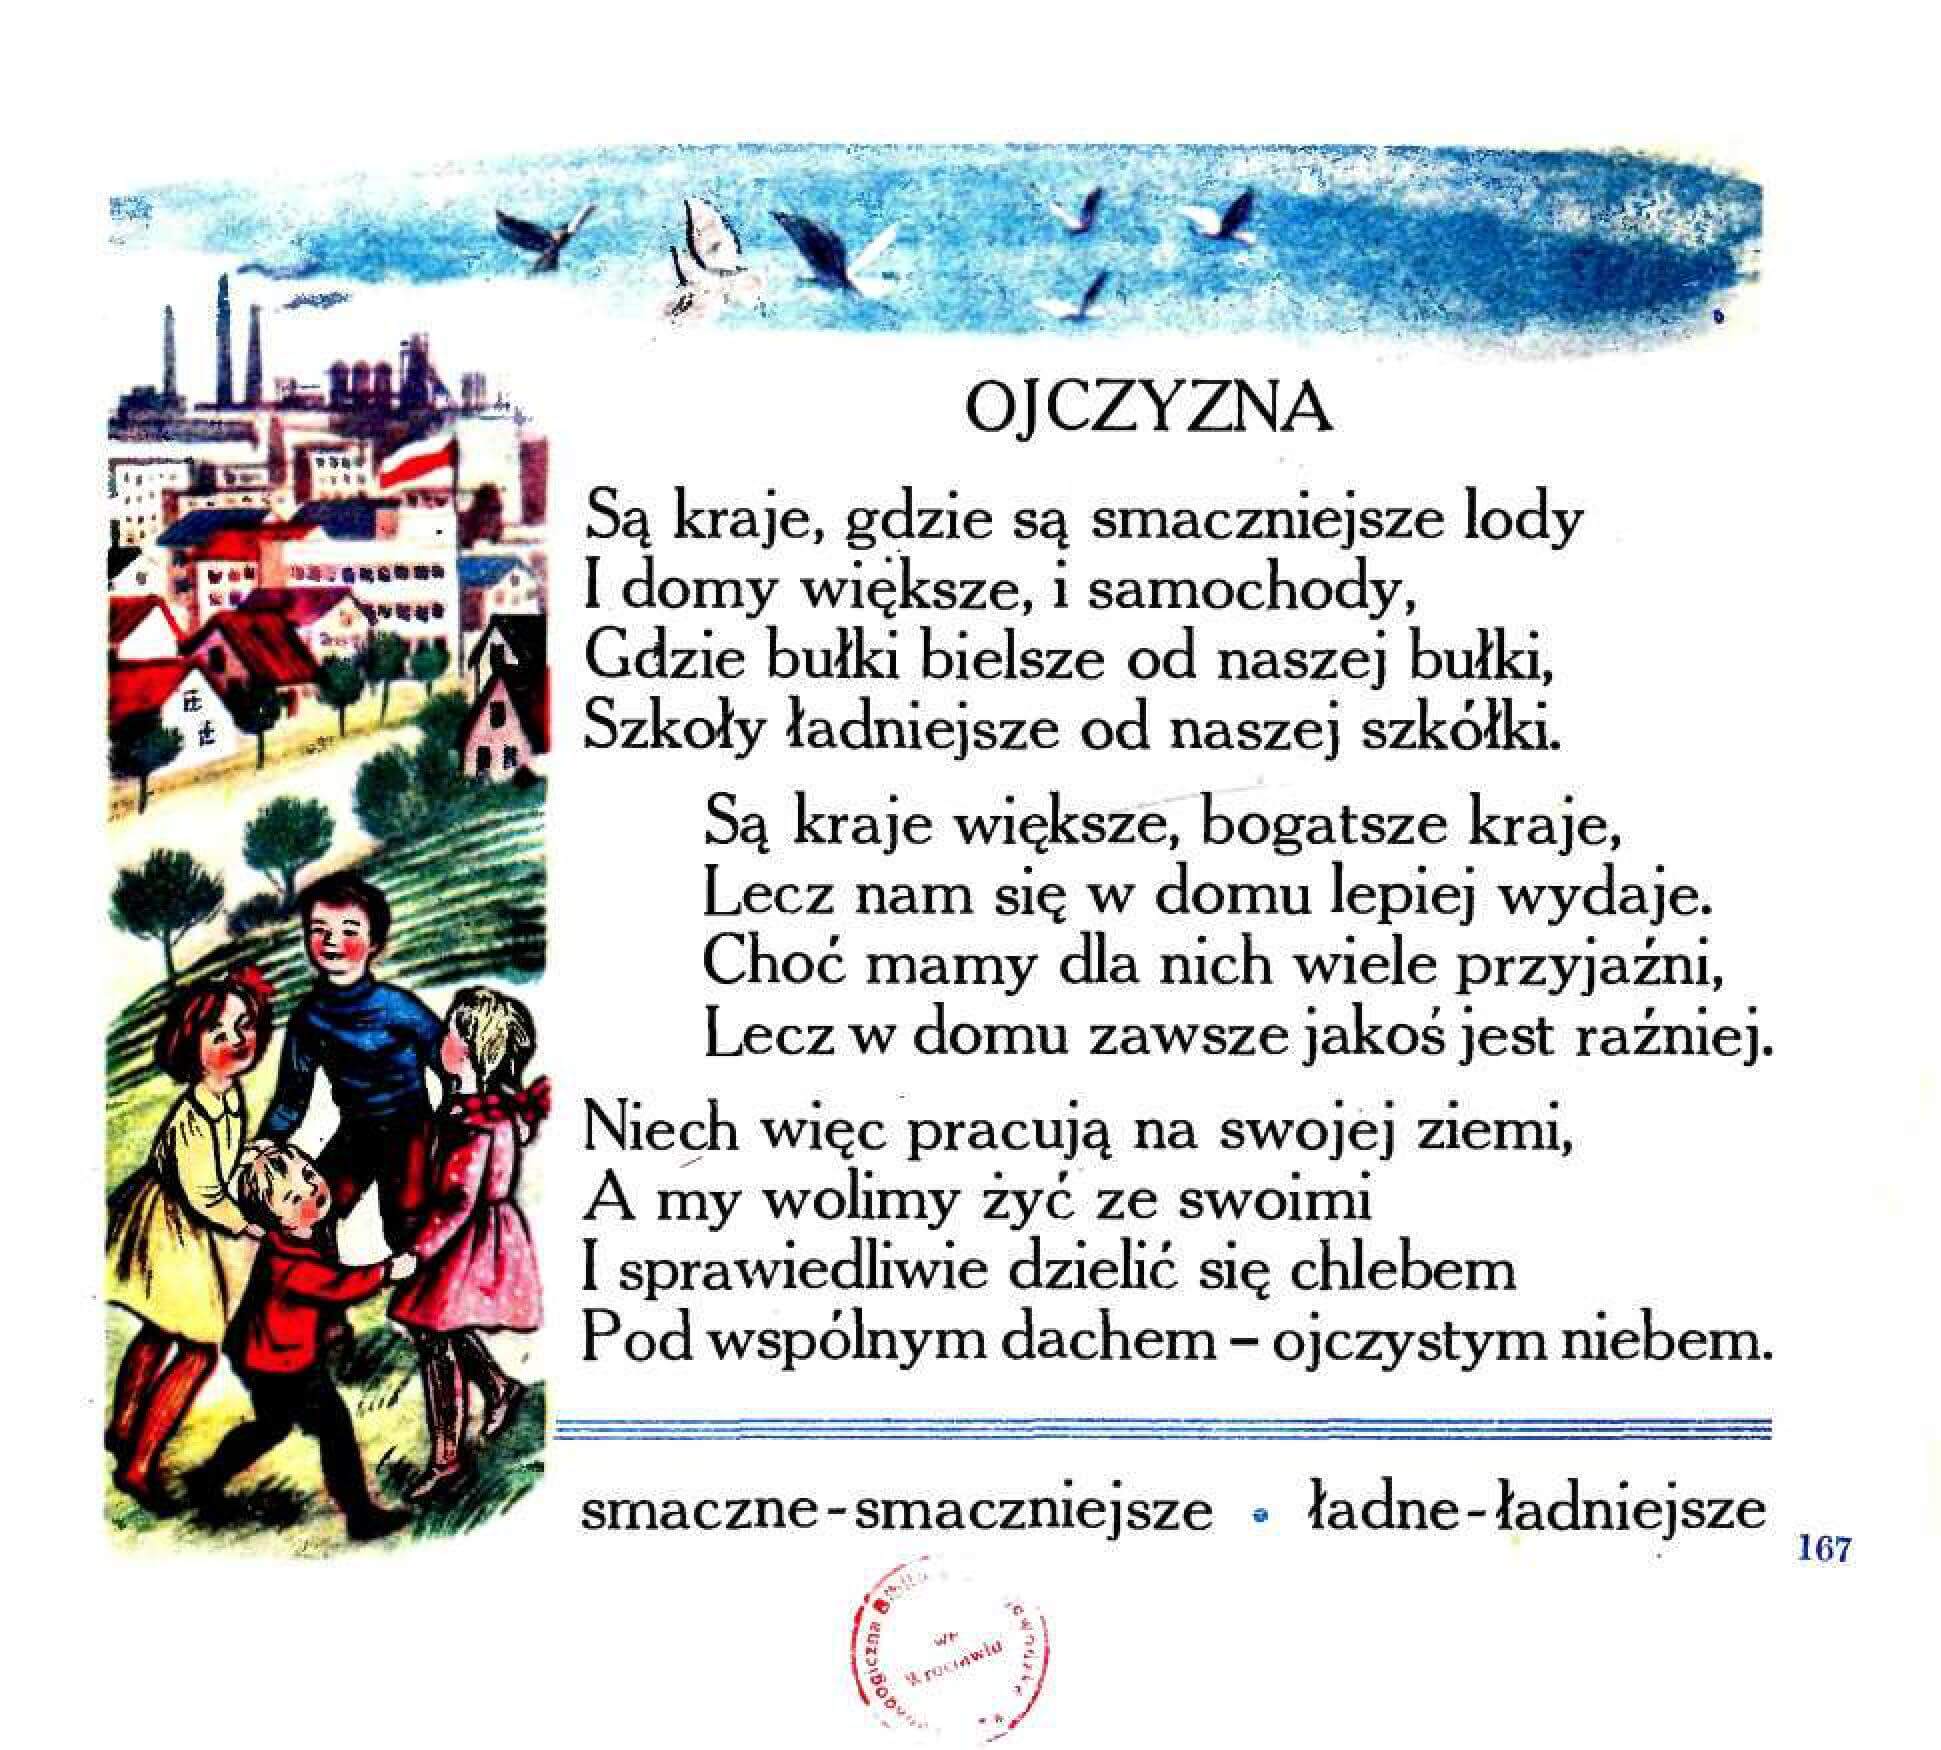 OJCZYZNA
Są kraje, gdzie są smaczniejsze lody
I domy większe, i samochody,
Gdzie bułki bielsze od naszej bułki,
Szkoły ładniejsze od naszej szkółki.
Są kraje większe, bogatsze kraje,
Lecz nam się w domu lepiej wydaje.
Choć mamy dla nich wiele przyjaźni,
Lecz w domu zawsze jakoś jest raźniej.
Niech więc pracują na swojej ziemi,
A my wolimy żyć ze swoimi
I sprawiedliwie dzielić się chlebem
Pod wspólnym dachem – ojczystym niebem.
smaczne - smaczniejsze • ładne - ładniejsze
167
we
Wrocławiu